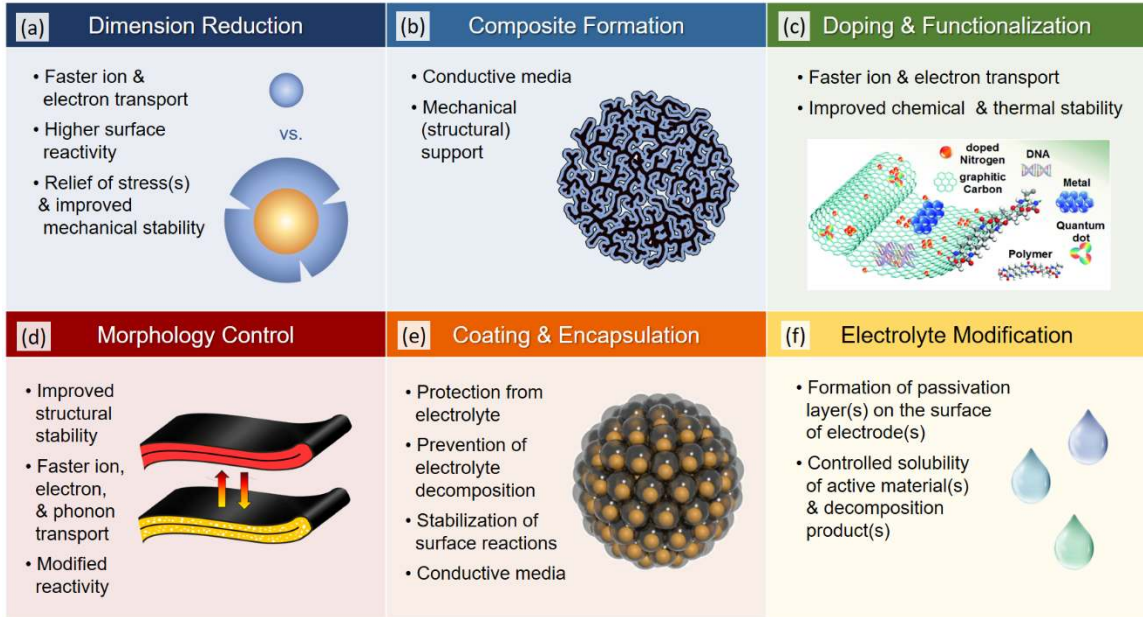 (a) Dimension Reduction
• Faster ion &
electron transport
• Higher surface
reactivity
• Relief of stress(s)
& improved
mechanical stability
vs.
(b) Composite Formation
• Conductive media
• Mechanical
(structural)
support
(c) Doping & Functionalization
• Faster ion & electron transport
• Improved chemical & thermal stability
doped
Nitrogen
graphitic
Carbon
DNA
Metal
Quantum
dot
Polymer
(d) Morphology Control
• Improved
structural
stability
• Faster ion,
electron,
& phonon
transport
• Modified
reactivity
(e) Coating & Encapsulation
• Protection from
electrolyte
• Prevention of
electrolyte
decomposition
• Stabilization of
surface reactions
• Conductive media
(f) Electrolyte Modification
• Formation of passivation
layer(s) on the surface
of electrode(s)
• Controlled solubility
of active material(s)
& decomposition
product(s)